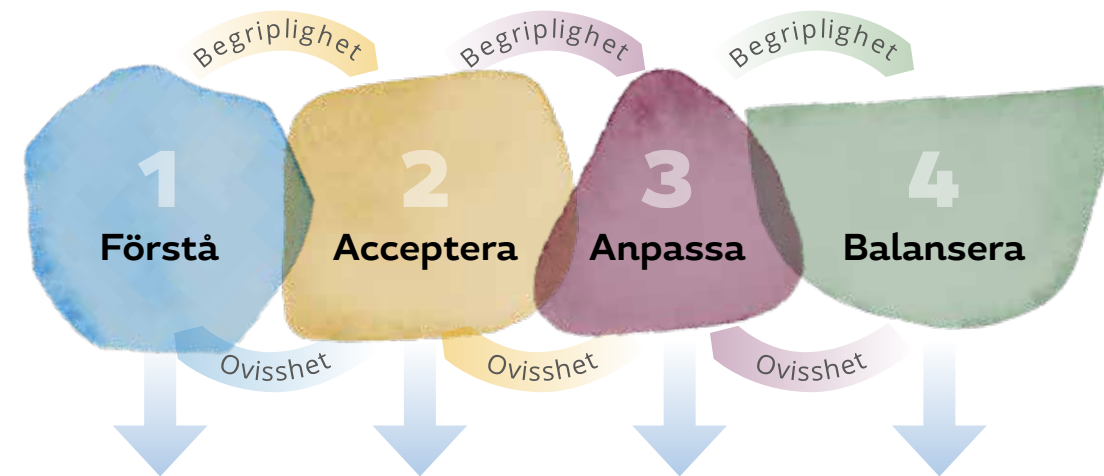 Begriplighet
Begriplighet
Begriplighet
1
2
3
4
Förstå
Acceptera
Anpassa
Balansera
Ovisshet
Ovisshet
Ovisshet